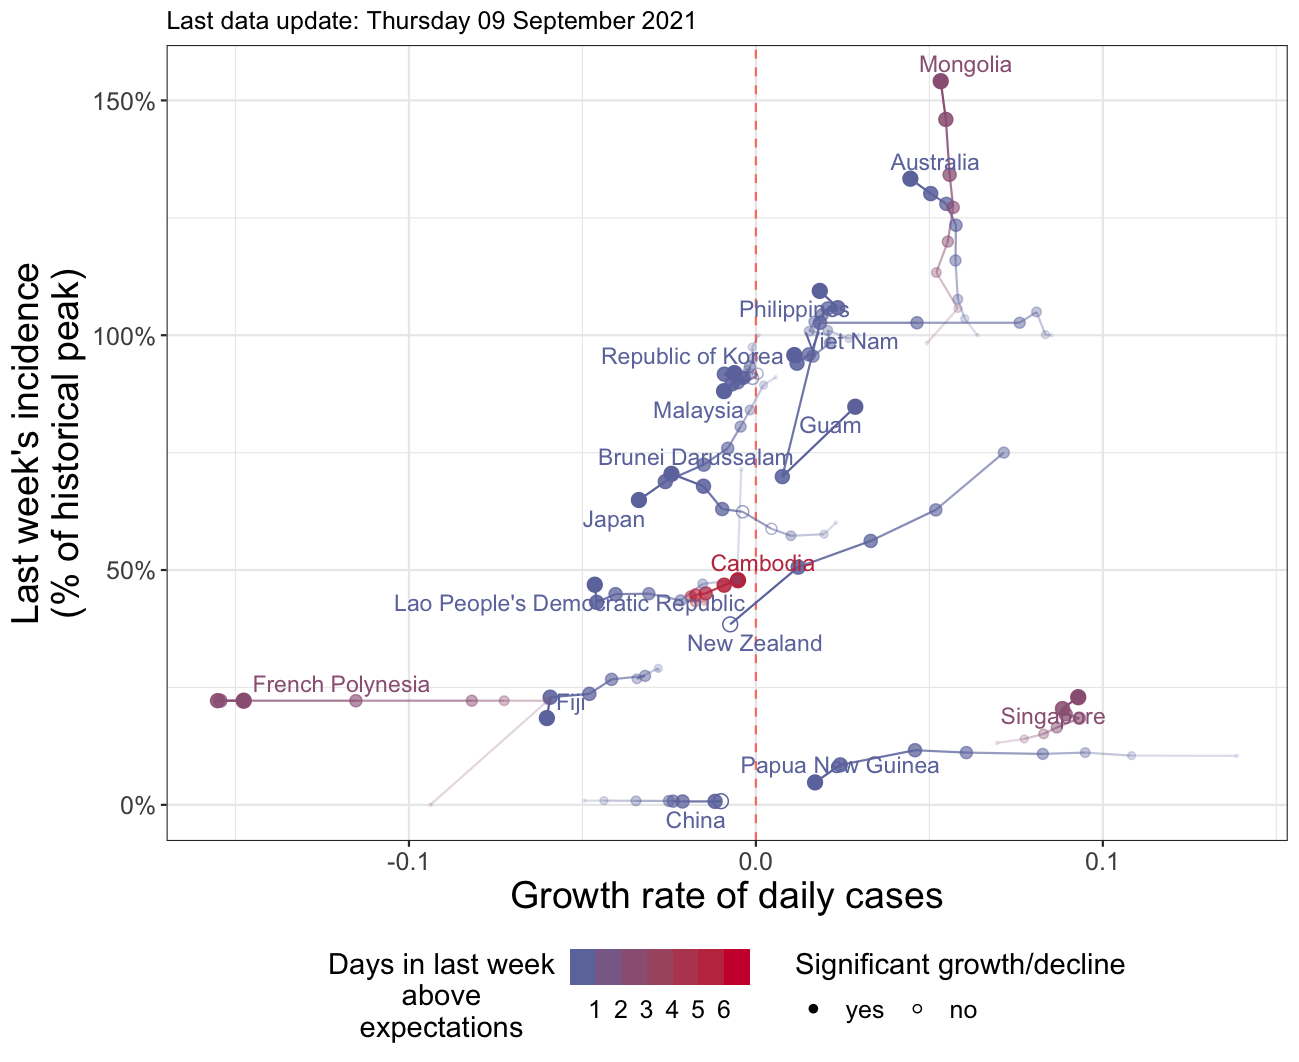 Last data update: Thursday 09 September 2021
Last week's incidence
(% of historical peak)
150%
100%
50%
0%
Mongolia
Australia
Philippines
Viet Nam
Republic of Korea
Malaysia
Guam
Brunei Darussalam
Japan
Cambodia
Lao People's Democratic Republic
New Zealand
French Polynesia
Fiji
Singapore
Papua New Guinea
China
-0.1
0.0
0.1
Growth rate of daily cases
Days in last week
above
expectations
1 2 3 4 5 6
Significant growth/decline
yes
no